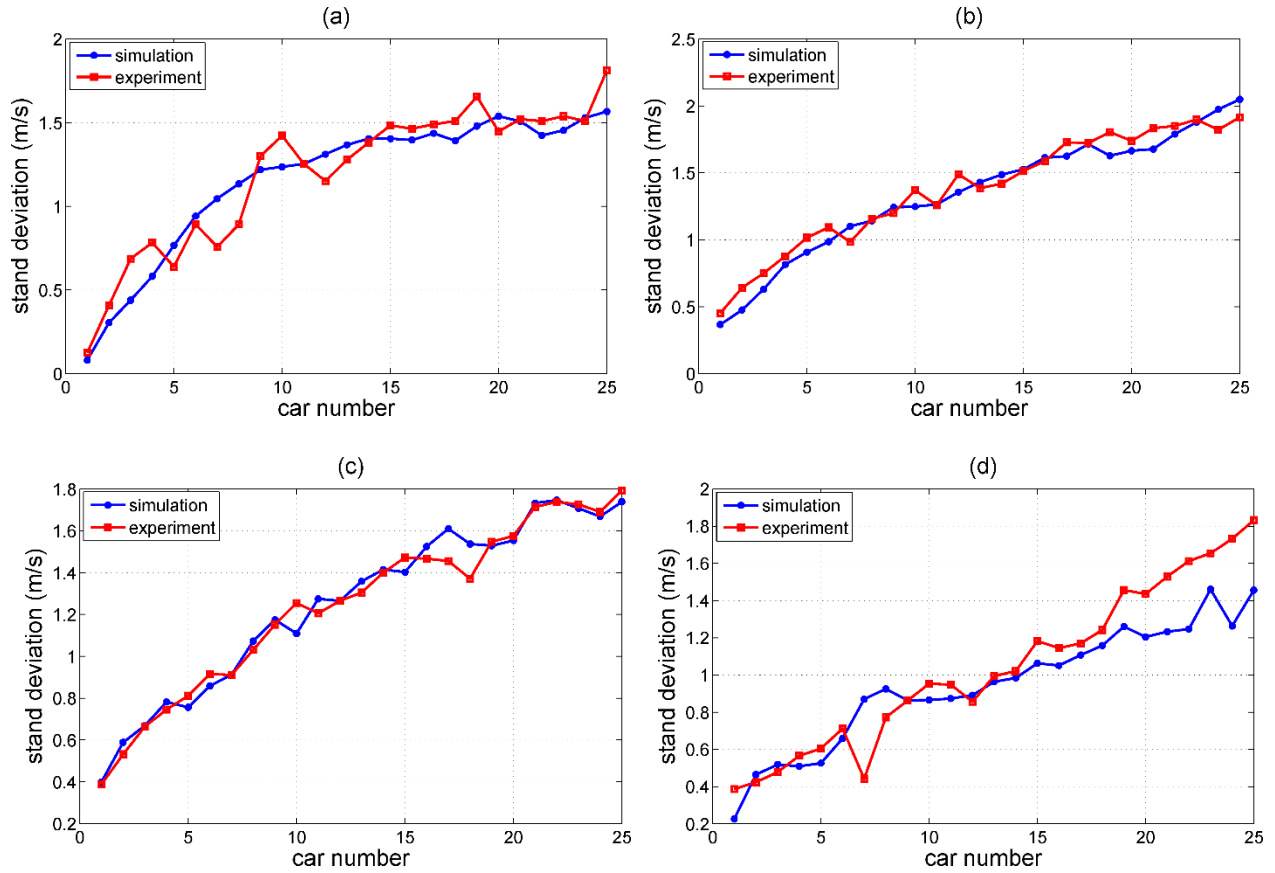 (a)
2
1.5
1
0.5
0
0 5 10 15 20 25
stand deviation (m/s)
car number
simulation
experiment
(b)
2.5
2
1.5
1
0.5
0
0 5 10 15 20 25
stand deviation (m/s)
car number
simulation
experiment
(c)
1.8
1.6
1.4
1.2
1
0.8
0.6
0.4
0.2
0 5 10 15 20 25
stand deviation (m/s)
car number
simulation
experiment
(d)
2
1.8
1.6
1.4
1.2
1
0.8
0.6
0.4
0.2
0 5 10 15 20 25
stand deviation (m/s)
car number
simulation
experiment